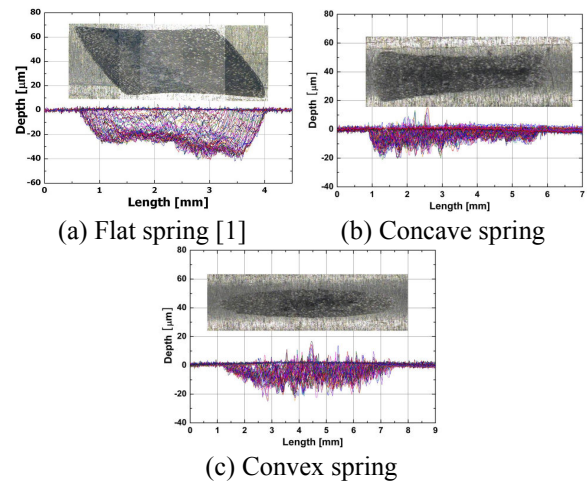 80
60
40
20
0
-20
-40
-60
Depth [μm]
0 1 2 3 4
Length [mm]
(a) Flat spring [1]
80
60
40
20
0
-20
-40
Depth [μm]
0 1 2 3 4 5 6 7
Length [mm]
(b) Concave spring
80
60
40
20
0
-20
-40
Depth [μm]
0 1 2 3 4 5 6 7 8 9
Length [mm]
(c) Convex spring